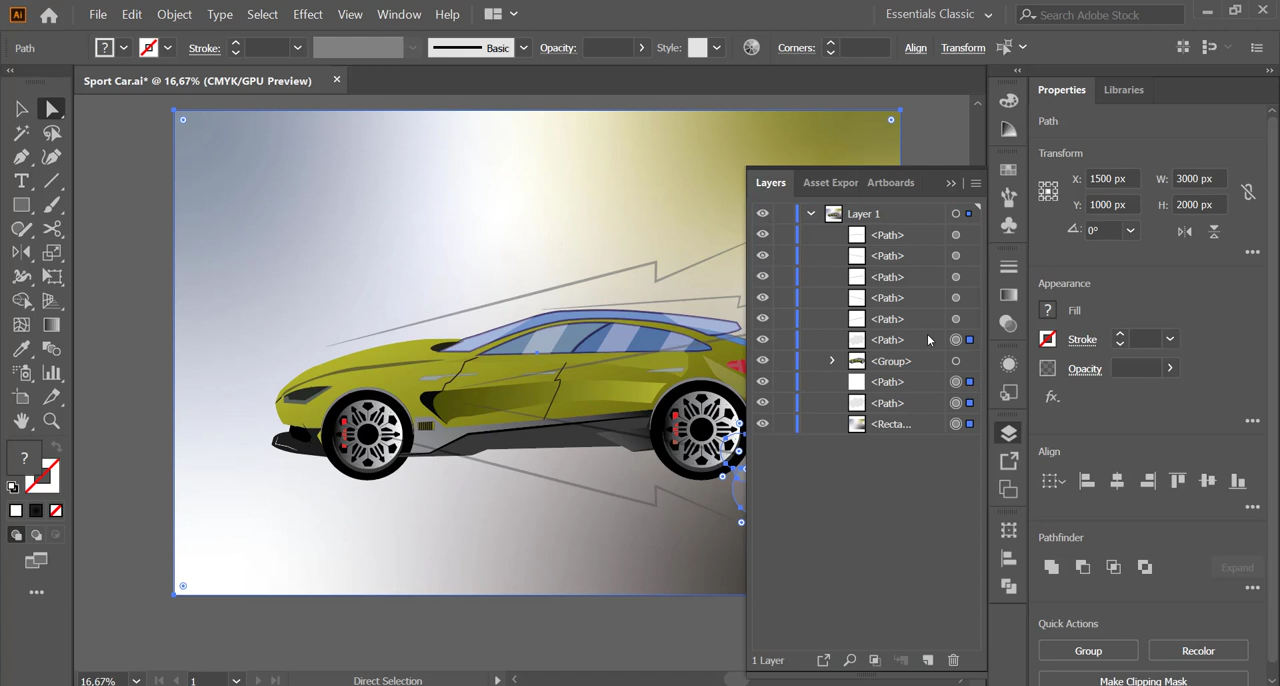 Ai File Edit Object Type Select Effect View Window Help Essentials Classic Search Adobe Stock
Path ? Stroke: Basic Opacity: Style: Corners: Align Transform
Sport Car.ai* @ 16,67% (CMYK/GPU Preview) ×
Properties Libraries
Path
Transform
X: 1500 px W: 3000 px
Y: 1000 px H: 2000 px
0°
Appearance
? Fill
Stroke
Opacity
fx.
Align
Pathfinder
Expand
Quick Actions
Group Recolor
Make Clipping Mask
Layers Asset Expor Artboards
Layer 1
<Path>
<Path>
<Path>
<Path>
<Path>
<Path>
<Group>
<Path>
<Path>
<Recta...
1 Layer
?
16,67% 1 Direct Selection